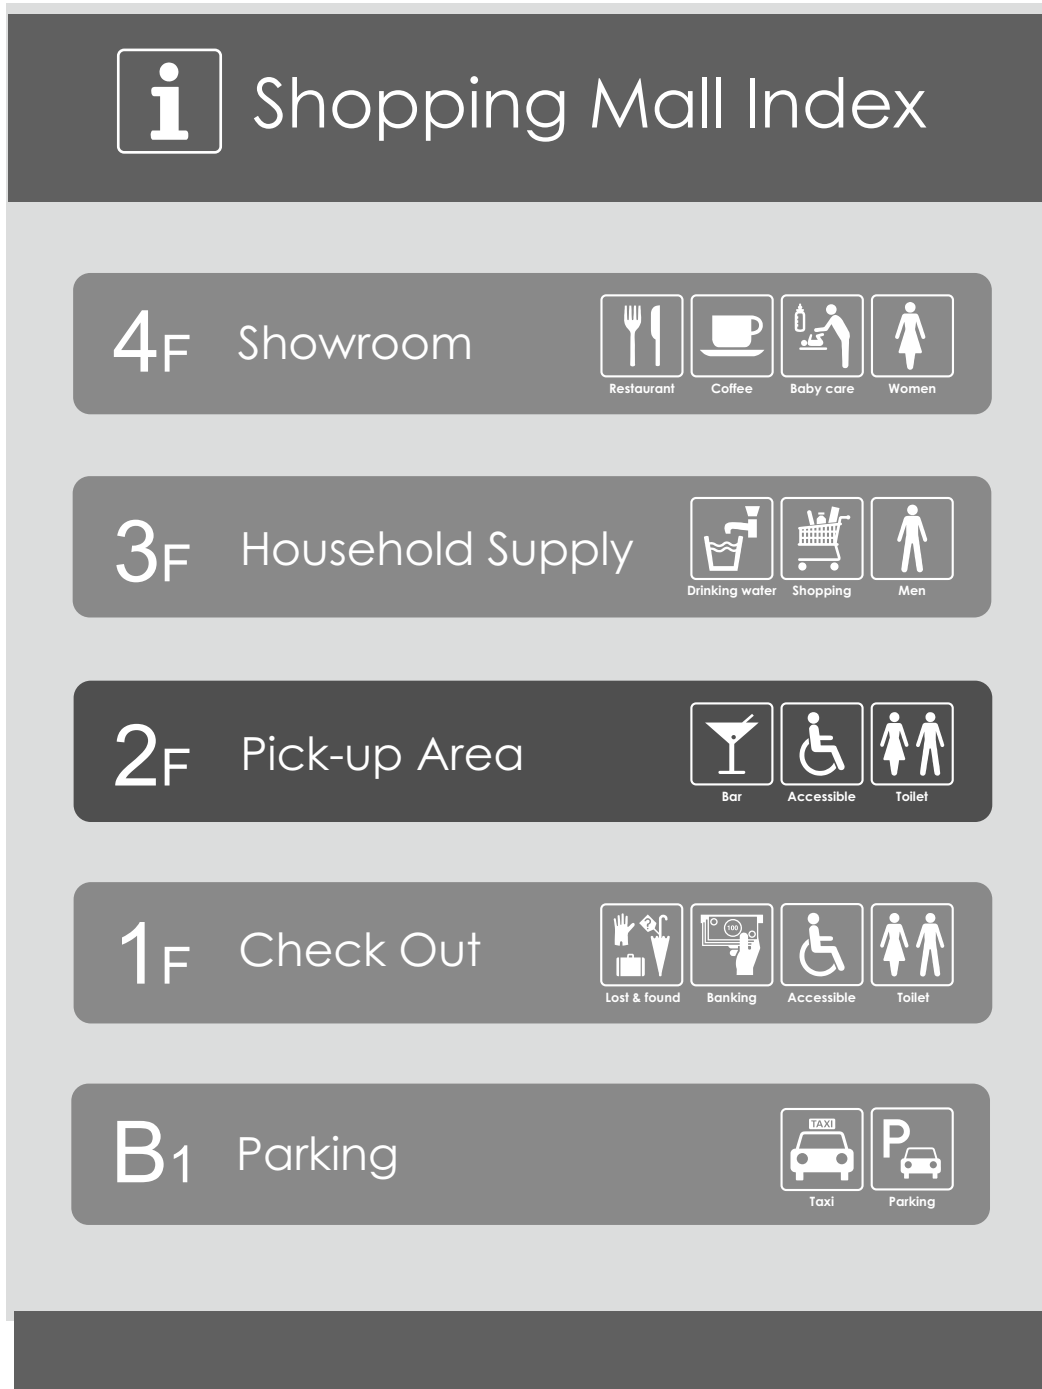 i Shopping Mall Index
4F Showroom
Restaurant Coffee Baby care Women
3F Household Supply
Drinking water Shopping Men
2F Pick-up Area
Bar Accessible Toilet
1F Check Out
?
100
Lost & found Banking Accessible Toilet
B1 Parking
TAXI P
Taxi Parking